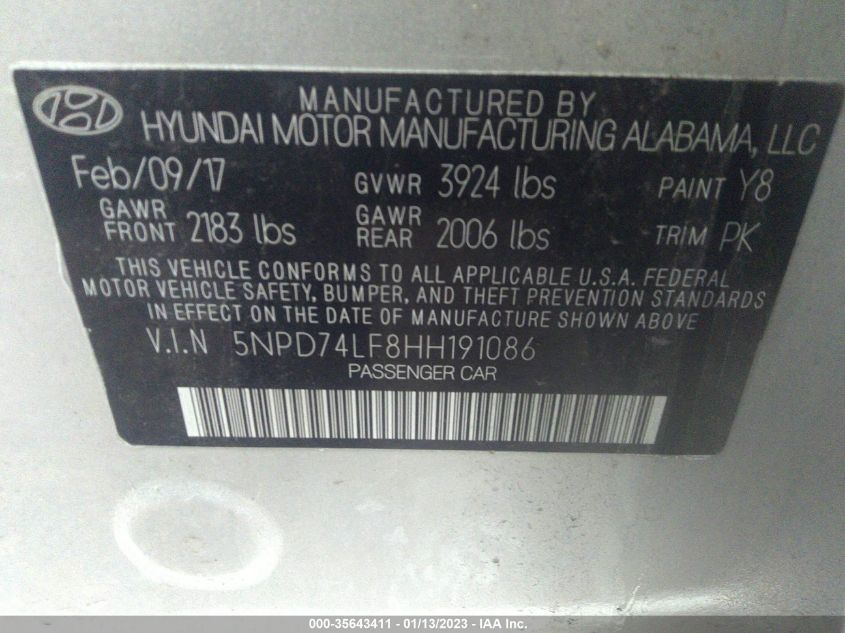 MANUFACTURED BY
HYUNDAI MOTOR MANUFACTURING ALABAMA, LLC
Feb/09/17 GVWR 3924 lbs PAINT Y8
GAWR FRONT 2183 lbs GAWR REAR 2006 lbs TRIM PK
THIS VEHICLE CONFORMS TO ALL APPLICABLE U.S.A. FEDERAL
MOTOR VEHICLE SAFETY, BUMPER, AND THEFT PREVENTION STANDARDS
IN EFFECT ON THE DATE OF MANUFACTURE SHOWN ABOVE
V.I.N 5NPD74LF8HH191086
PASSENGER CAR
000-35643411 - 01/13/2023 - IAA Inc.